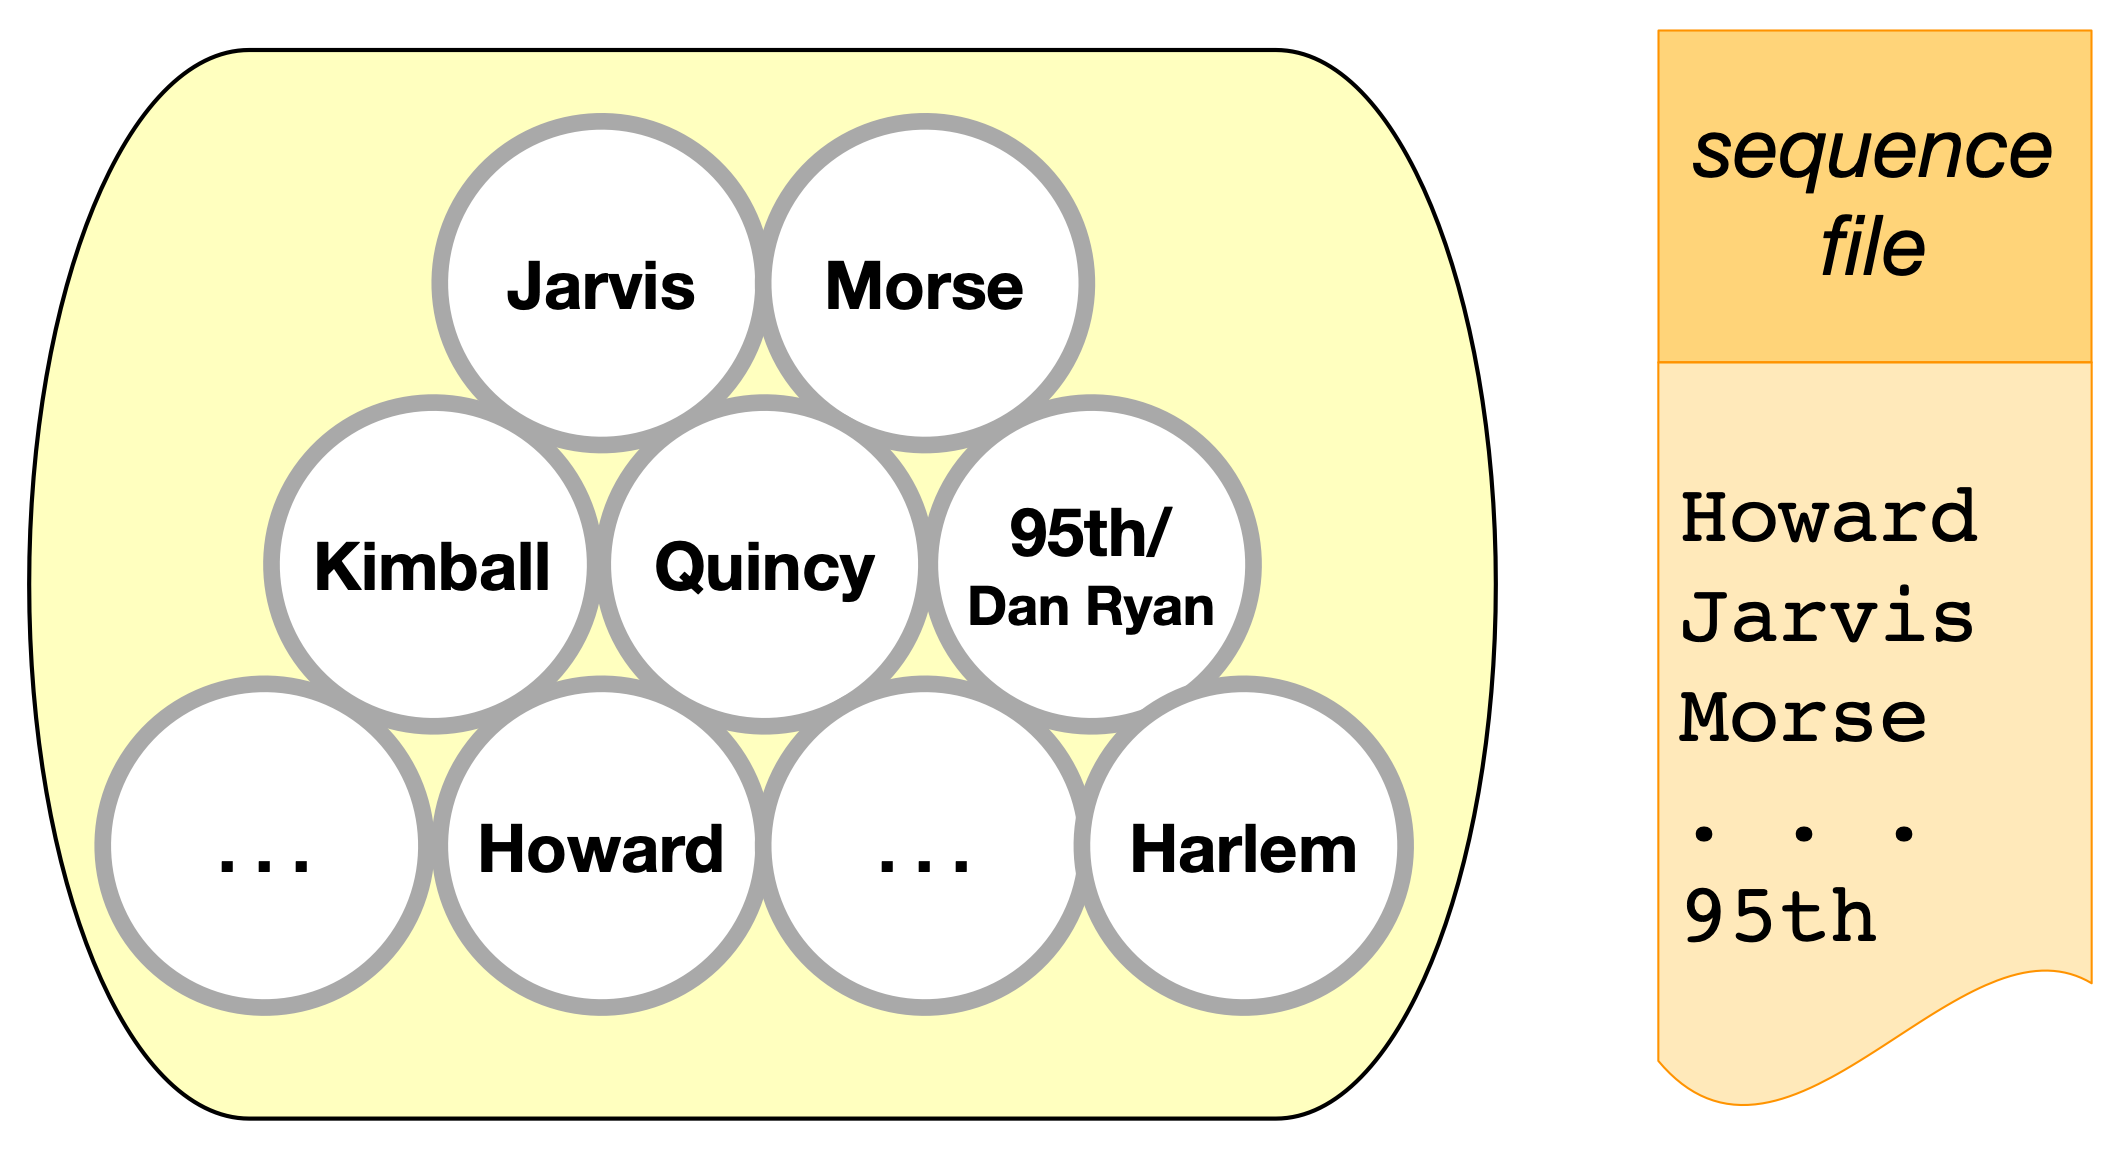 Jarvis
Morse
Kimball
Quincy
95th/
Dan Ryan
. . .
Howard
. . .
Harlem
sequence
file
Howard
Jarvis
Morse
. . .
95th